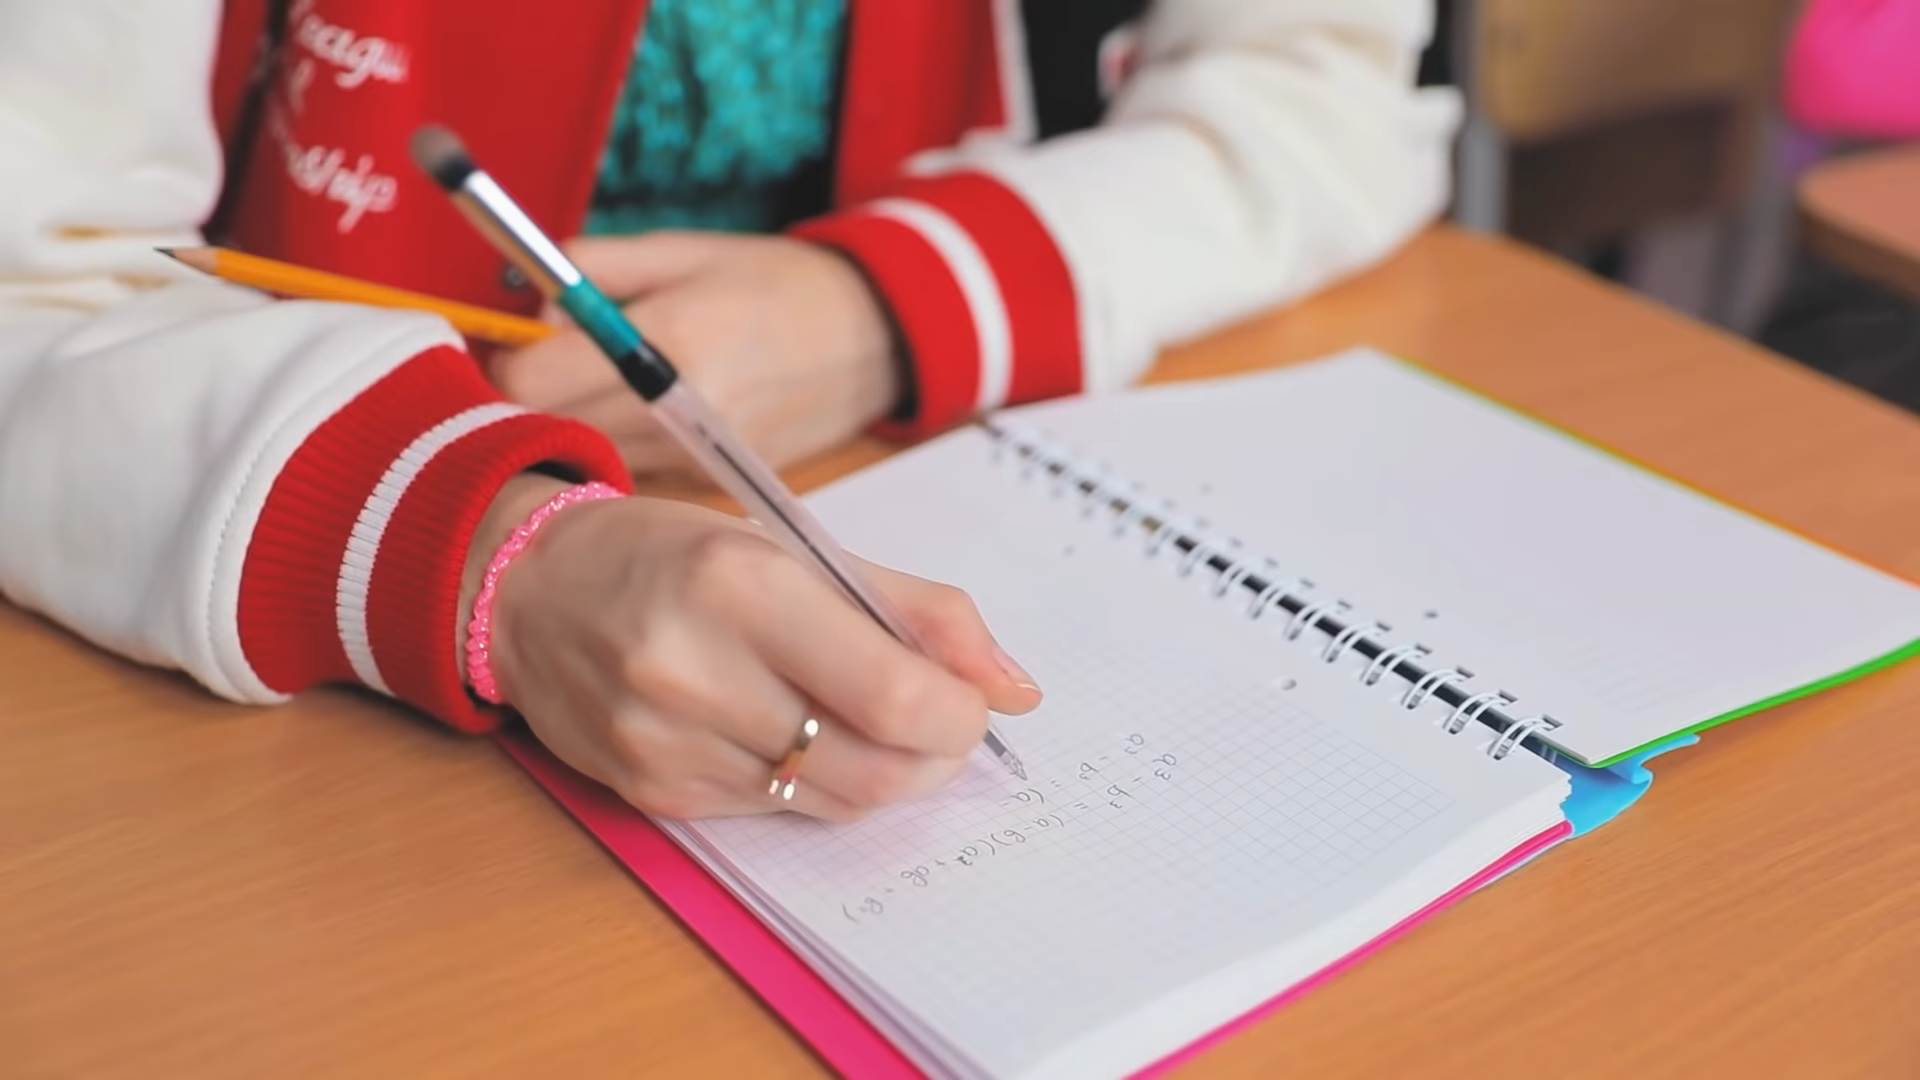 a³ - b³ = (a - b)(a² + ab + b²)
a³ - b³ = (a -